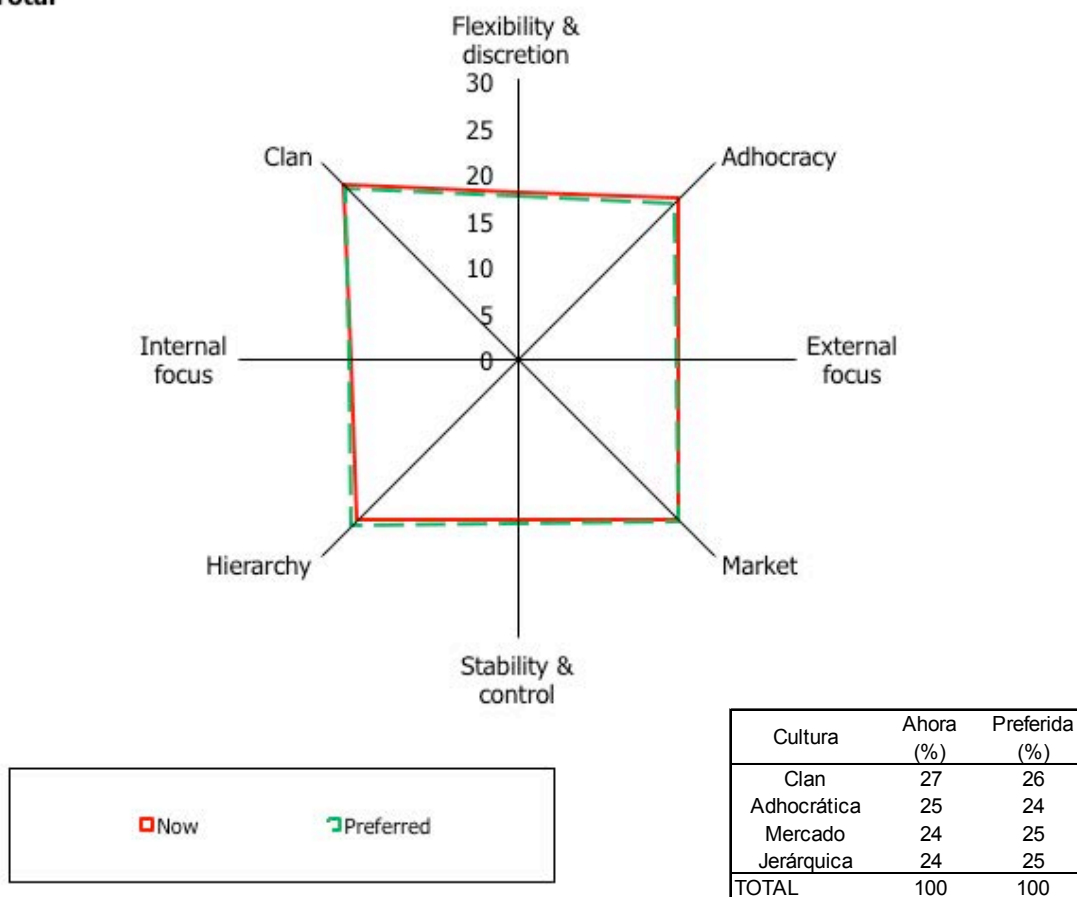 Total
Flexibility &
discretion
30
25
20
15
10
5
0
Clan
Adhocracy
Internal
focus
External
focus
Hierarchy
Market
Stability &
control
Now Preferred
Cultura Ahora (%) Preferida (%)
Clan 27 26
Adhocrática 25 24
Mercado 24 25
Jerárquica 24 25
TOTAL 100 100